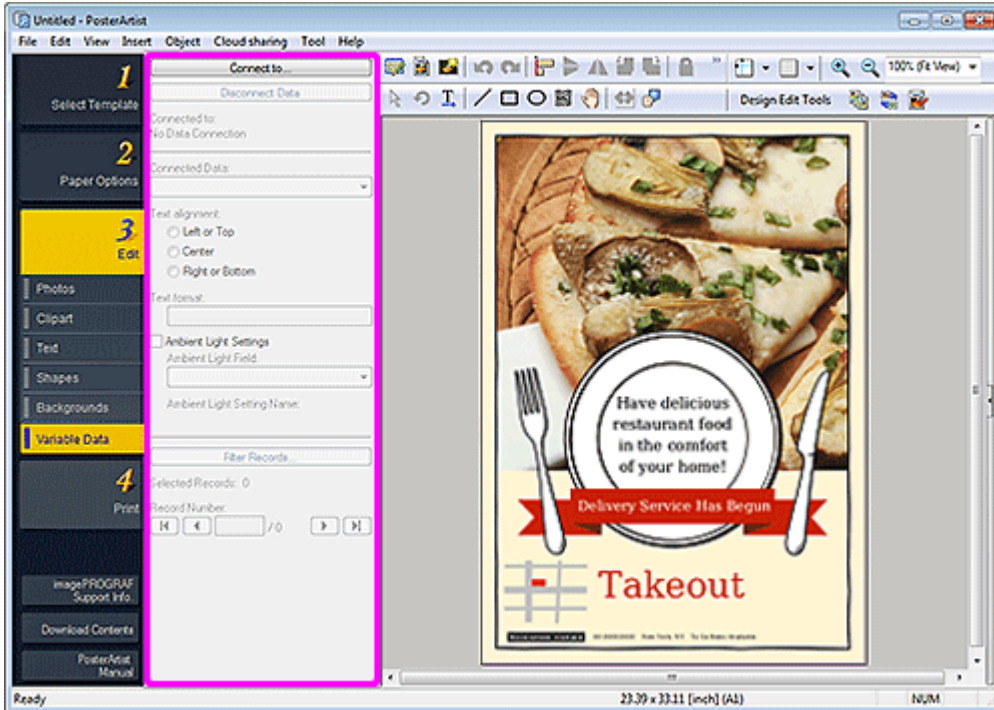 Untitled - PosterArtist
File Edit View Insert Object Cloud sharing Tool Help
1
Select Template
2
Paper Options
3
Edit
Photos
Clipart
Text
Shapes
Backgrounds
Variable Data
4
Print
imagePROGRAF
Support Info.
Download Contents
PosterArtist
Manual
Connect to...
Disconnect Data
Connected to:
No Data Connection
Connected Data:
Text alignment:
Left or Top
Center
Right or Bottom
Text format:
Ambient Light Settings
Ambient Light Field:
Ambient Light Setting Name:
Filter Records...
Selected Records: 0
Record Number:
/ 0
100% (Fit View)
Design Edit Tools
Have delicious
restaurant food
in the comfort
of your home!
Delivery Service Has Begun
Takeout
Ready
23.39 x 33.11 [inch] (A1)
NUM